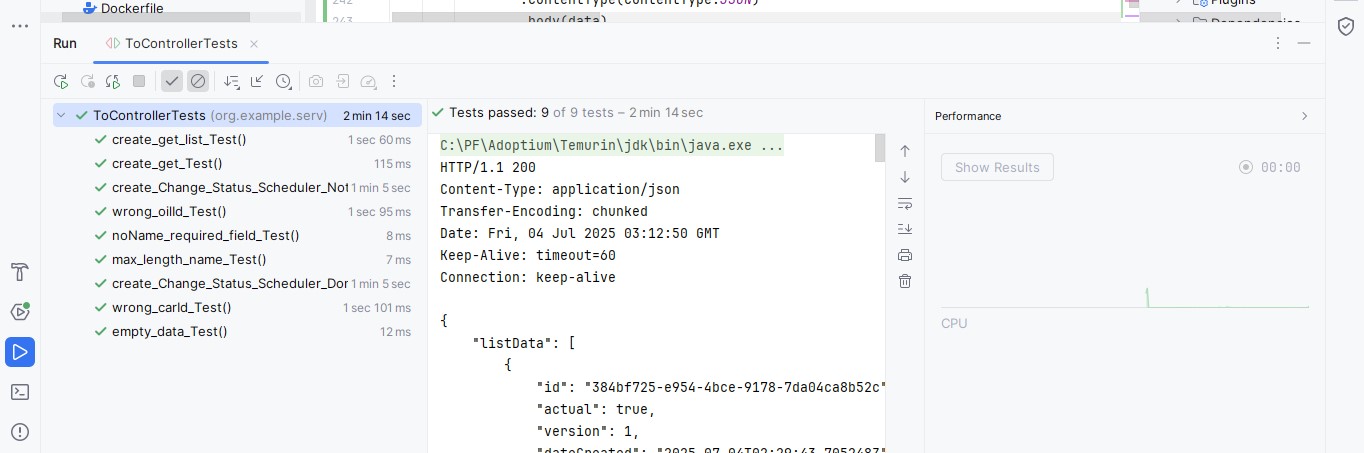 Dockerfile
242
.contentType(ContentType.JSON)
Plugins
243
body(data)
Dependencies
Run
ToControllerTests
ToControllerTests (org.example.serv) 2 min 14 sec
create_get_list_Test() 1 sec 60 ms
create_get_Test() 115 ms
create_Change_Status_Scheduler_Not 1 min 5 sec
wrong_oilId_Test() 1 sec 95 ms
noName_required_field_Test() 8 ms
max_length_name_Test() 7 ms
create_Change_Status_Scheduler_Dor 1 min 5 sec
wrong_carId_Test() 1 sec 101 ms
empty_data_Test() 12 ms
Tests passed: 9 of 9 tests – 2 min 14 sec
C:\PF\Adoptium\Temurin\jdk\bin\java.exe ...
HTTP/1.1 200
Content-Type: application/json
Transfer-Encoding: chunked
Date: Fri, 04 Jul 2025 03:12:50 GMT
Keep-Alive: timeout=60
Connection: keep-alive
{
"listData": [
{
"id": "384bf725-e954-4bce-9178-7da04ca8b52c"
"actual": true,
"version": 1,
"dateCreated": "2025-07-04T02:29:43.7052487
Performance
Show Results
00:00
CPU